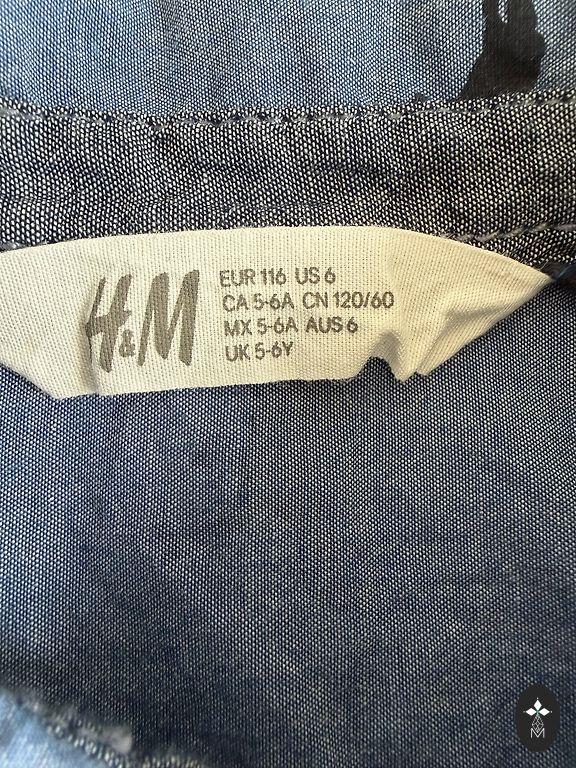 H&M
EUR 116 US 6
CA 5-6A CN 120/60
MX 5-6A AUS 6
UK 5-6Y
M